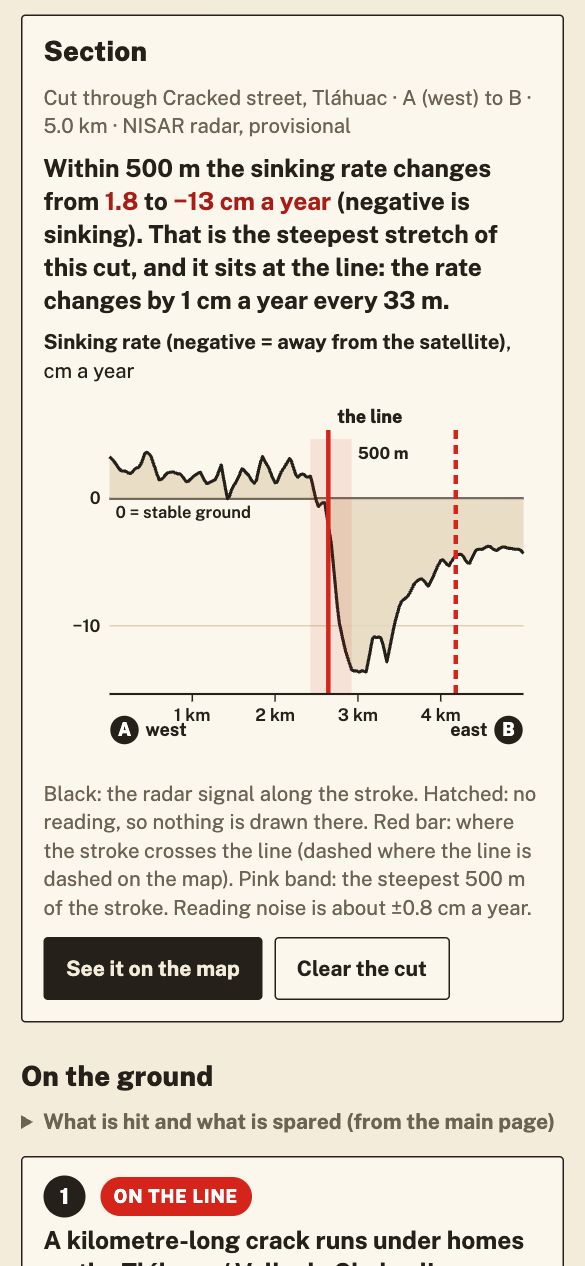 Section
Cut through Cracked street, Tláhuac · A (west) to B ·
5.0 km · NISAR radar, provisional
Within 500 m the sinking rate changes
from 1.8 to −13 cm a year (negative is
sinking). That is the steepest stretch of
this cut, and it sits at the line: the rate
changes by 1 cm a year every 33 m.
Sinking rate (negative = away from the satellite),
cm a year
the line
500 m
0
0 = stable ground
−10
1 km 2 km 3 km 4 km
A west east B
Black: the radar signal along the stroke. Hatched: no
reading, so nothing is drawn there. Red bar: where
the stroke crosses the line (dashed where the line is
dashed on the map). Pink band: the steepest 500 m
of the stroke. Reading noise is about ±0.8 cm a year.
See it on the map Clear the cut
On the ground
▶ What is hit and what is spared (from the main page)
1 ON THE LINE
A kilometre-long crack runs under homes